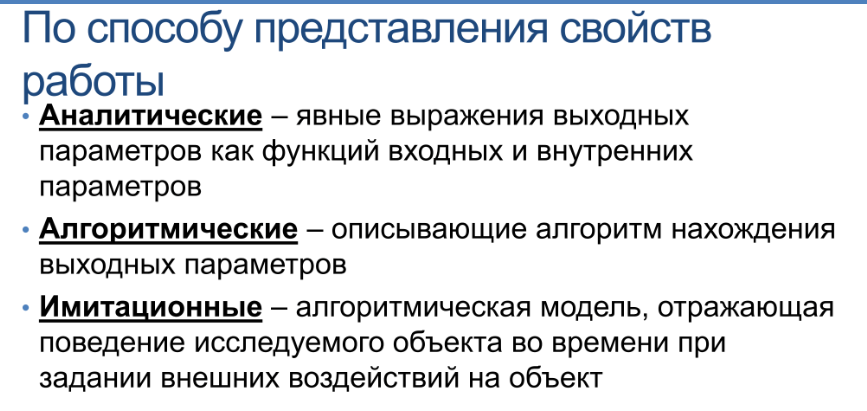 По способу представления свойств
работы
• Аналитические – явные выражения выходных
параметров как функций входных и внутренних
параметров
• Алгоритмические – описывающие алгоритм нахождения
выходных параметров
• Имитационные – алгоритмическая модель, отражающая
поведение исследуемого объекта во времени при
задании внешних воздействий на объект